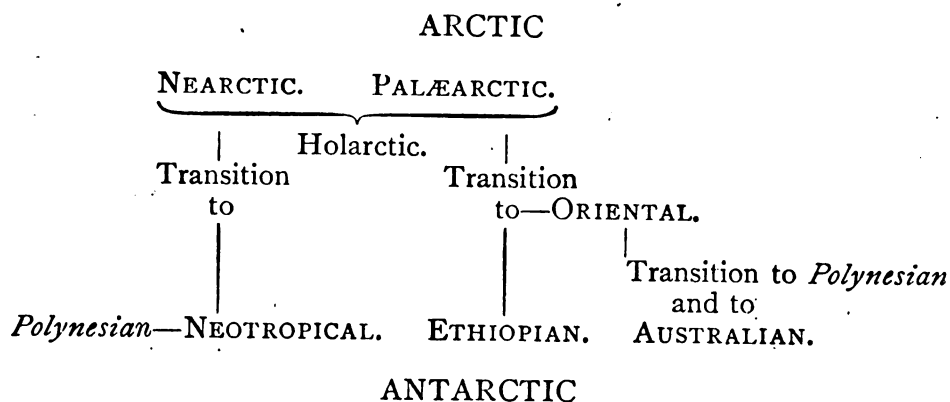 ARCTIC
NEARCTIC. PALÆARCTIC.
Holarctic.
Transition Transition
to to—ORIENTAL.
Transition to Polynesian
and to
Polynesian—NEOTROPICAL. ETHIOPIAN. AUSTRALIAN.
ANTARCTIC